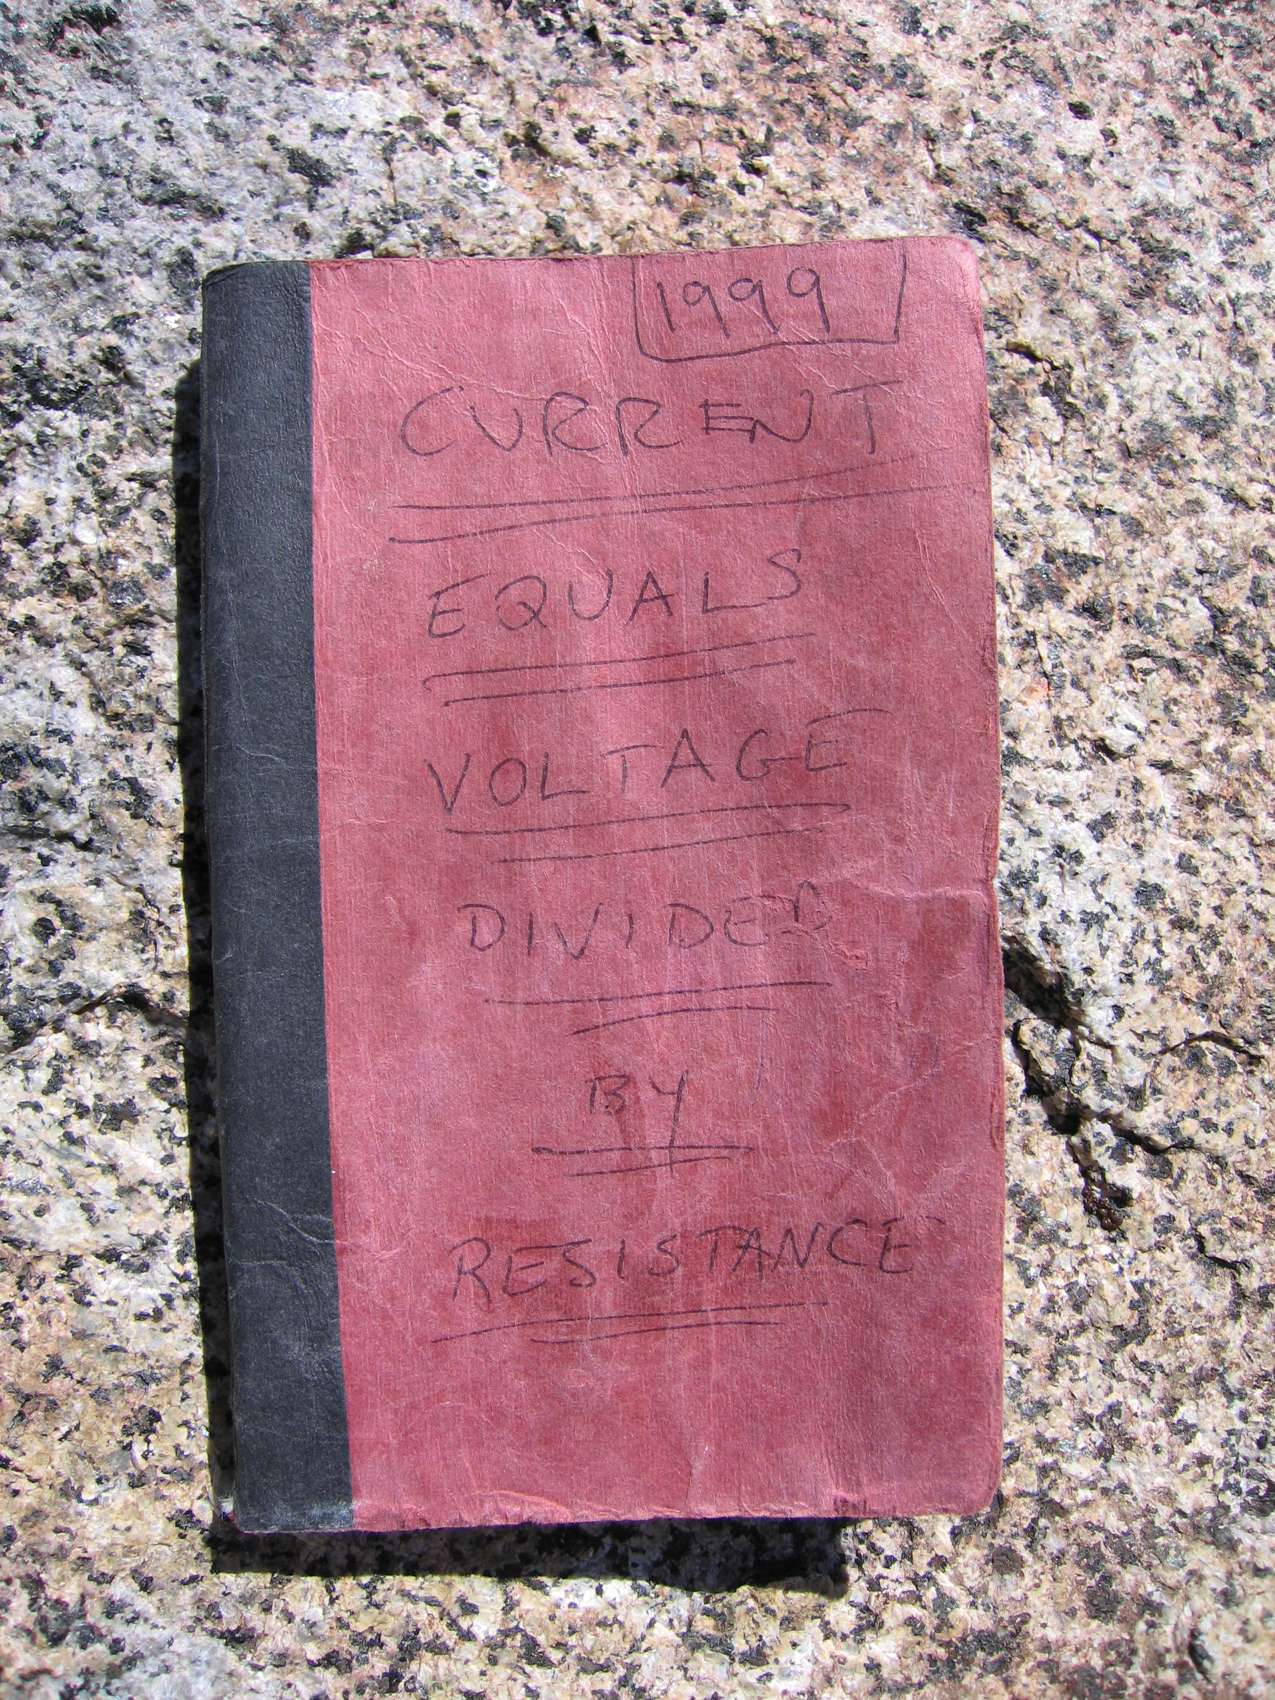 1999
CURRENT
EQUALS
VOLTAGE
DIVIDED
BY
RESISTANCE